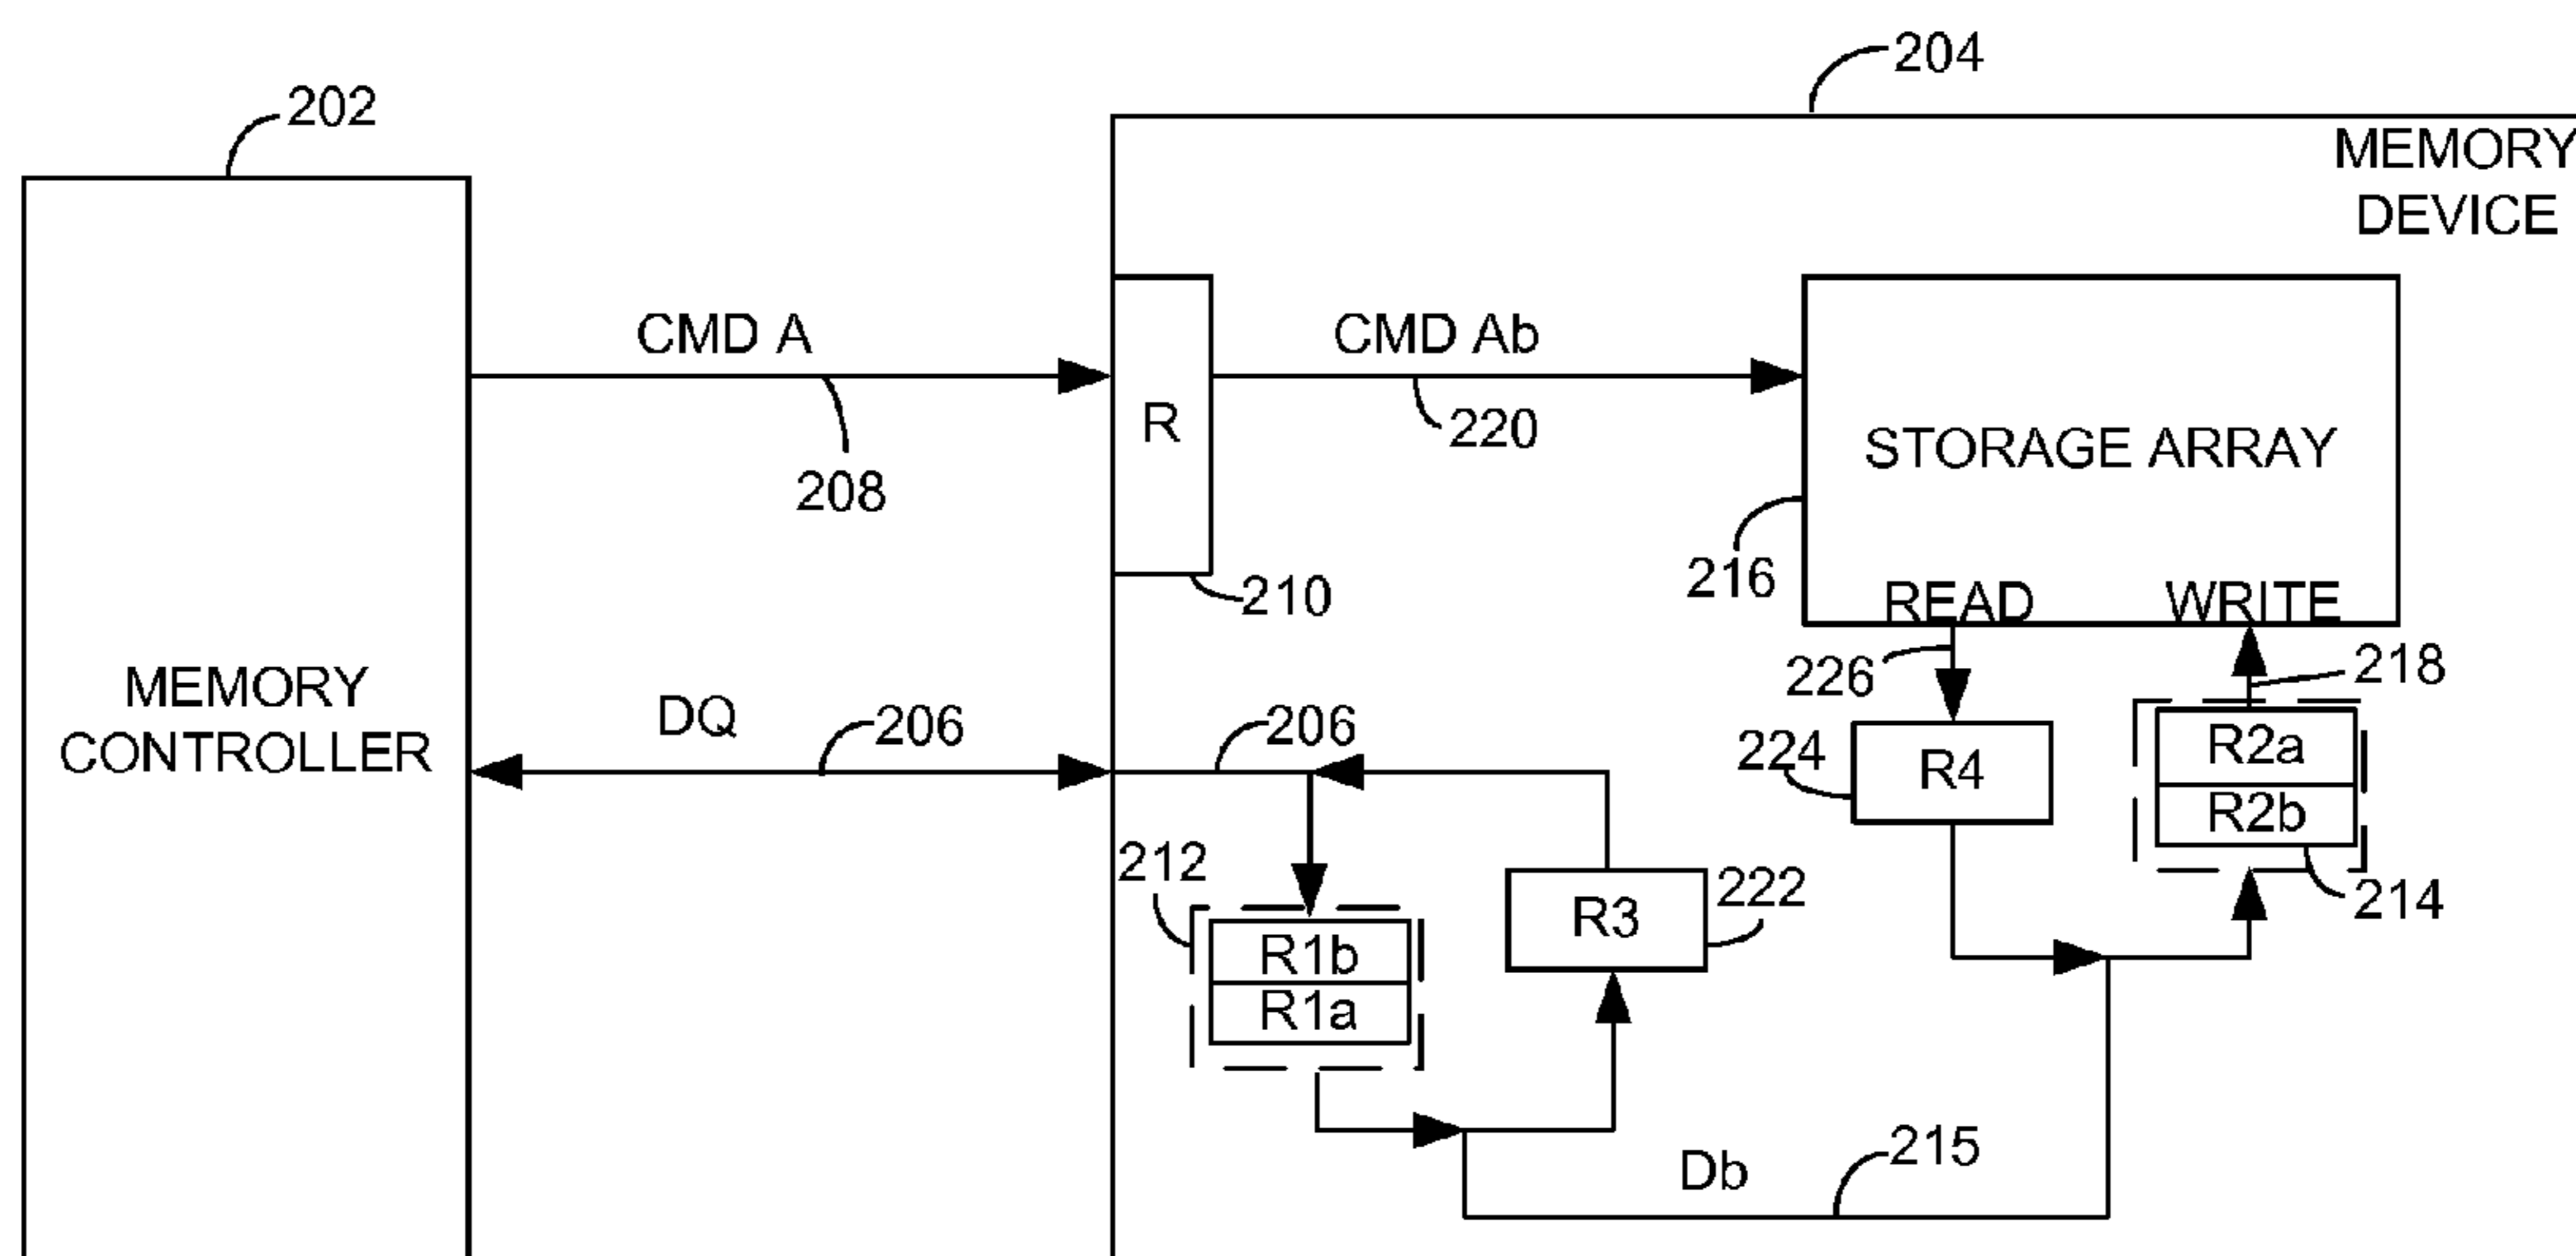 204
202
MEMORY
DEVICE
CMD A
CMD Ab
R
220
STORAGE ARRAY
208
216
210
READ
WRITE
MEMORY
CONTROLLER
DQ
206
206
226
218
224
R4
R2a
R2b
212
222
214
R3
R1b
R1a
Db
215